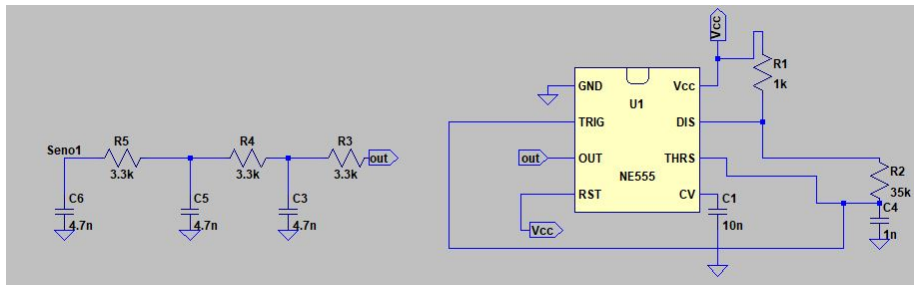 Vcc
R1
1k
GND
Vcc
U1
TRIG
DIS
Seno1
R5
3.3k
R4
3.3k
R3
3.3k
out
out
OUT
THRS
NE555
R2
35k
RST
CV
C6
4.7n
C5
4.7n
C3
4.7n
Vcc
C1
10n
C4
1n